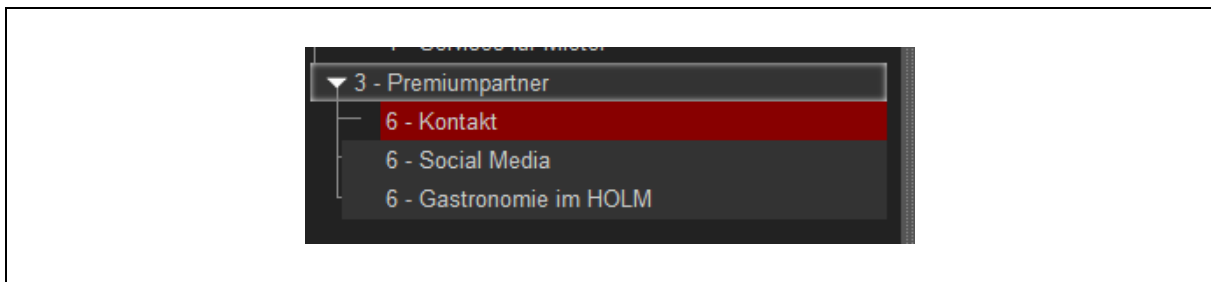 3 - Premiumpartner
6 - Kontakt
6 - Social Media
6 - Gastronomie im HOLM